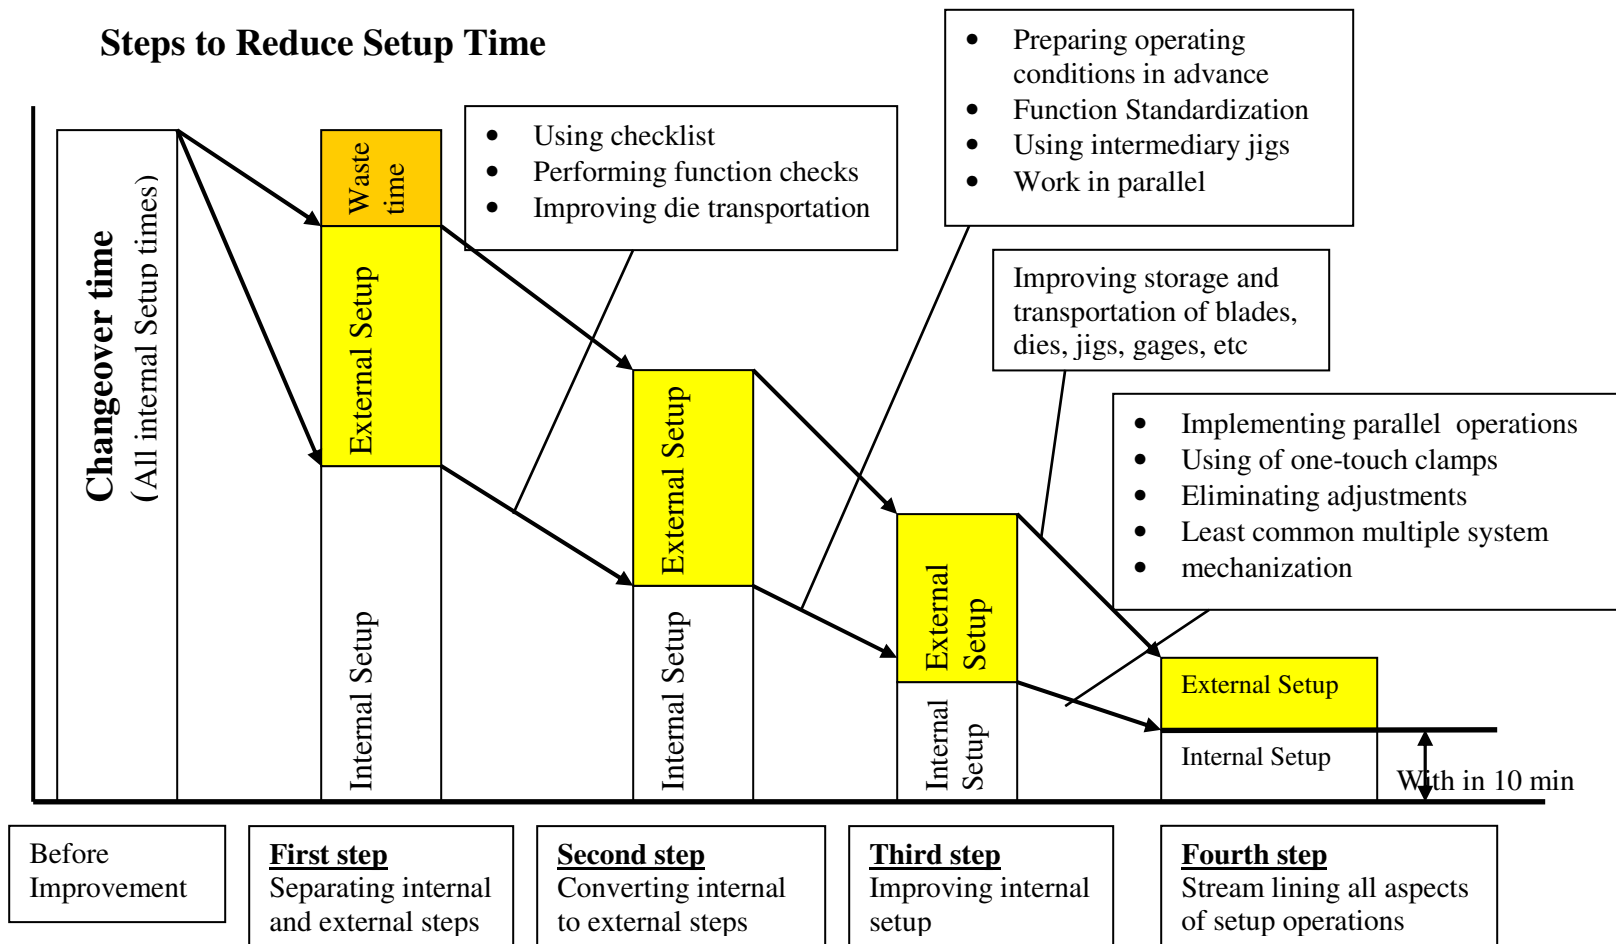 Steps to Reduce Setup Time
• Preparing operating
conditions in advance
• Function Standardization
• Using intermediary jigs
• Work in parallel
• Using checklist
• Performing function checks
• Improving die transportation
Improving storage and
transportation of blades,
dies, jigs, gages, etc
• Implementing parallel operations
• Using of one-touch clamps
• Eliminating adjustments
• Least common multiple system
• mechanization
Changeover time
(All internal Setup times)
Waste
time
External Setup
Internal Setup
External Setup
Internal Setup
External
Setup
Internal
Setup
External Setup
Internal Setup
With in 10 min
Before
Improvement
First step
Separating internal
and external steps
Second step
Converting internal
to external steps
Third step
Improving internal
setup
Fourth step
Stream lining all aspects
of setup operations